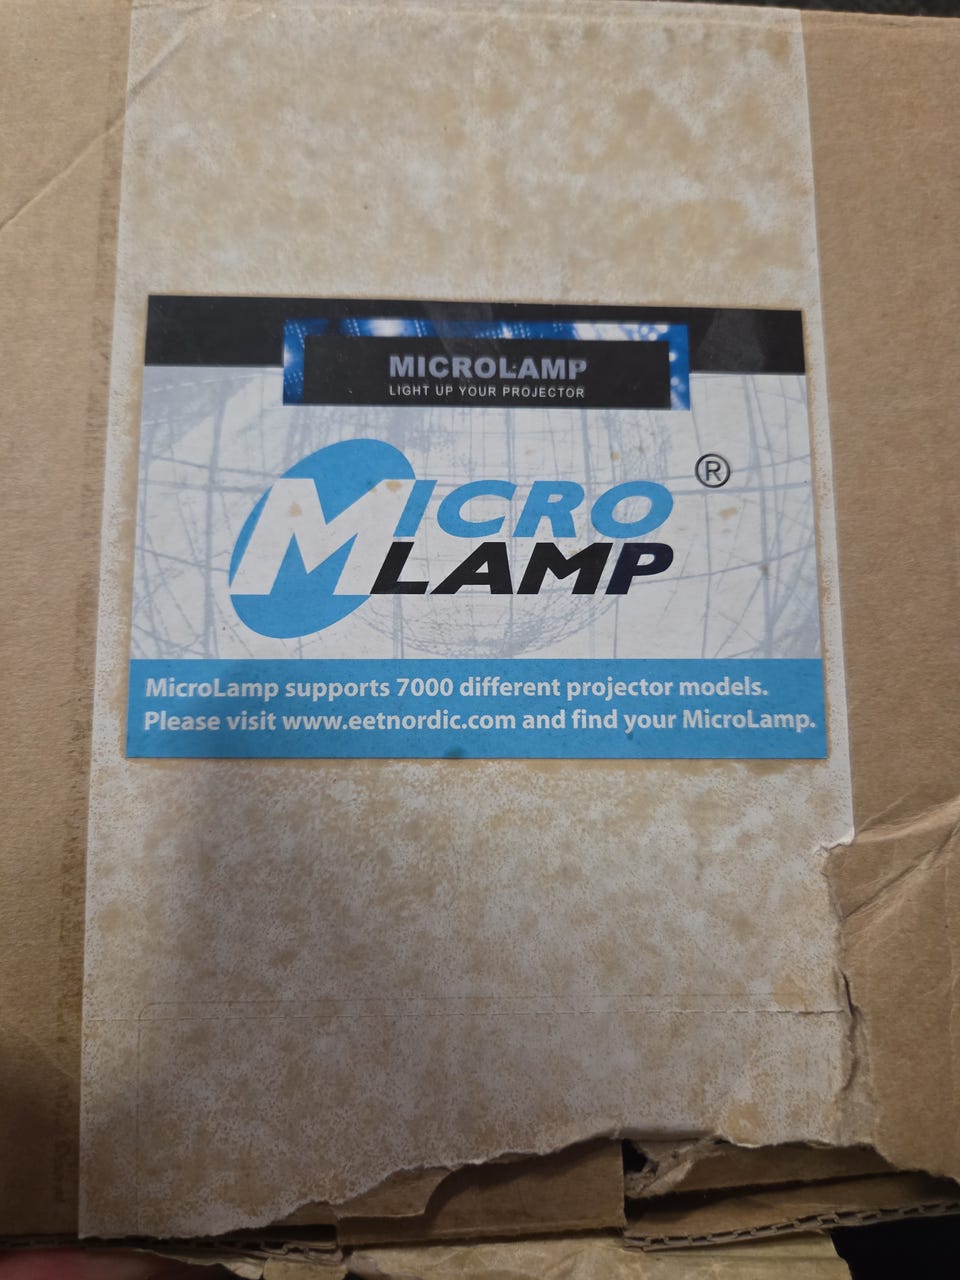 MICROLAMP
LIGHT UP YOUR PROJECTOR
MICRO ®
LAMP
MicroLamp supports 7000 different projector models.
Please visit www.eetnordic.com and find your MicroLamp.